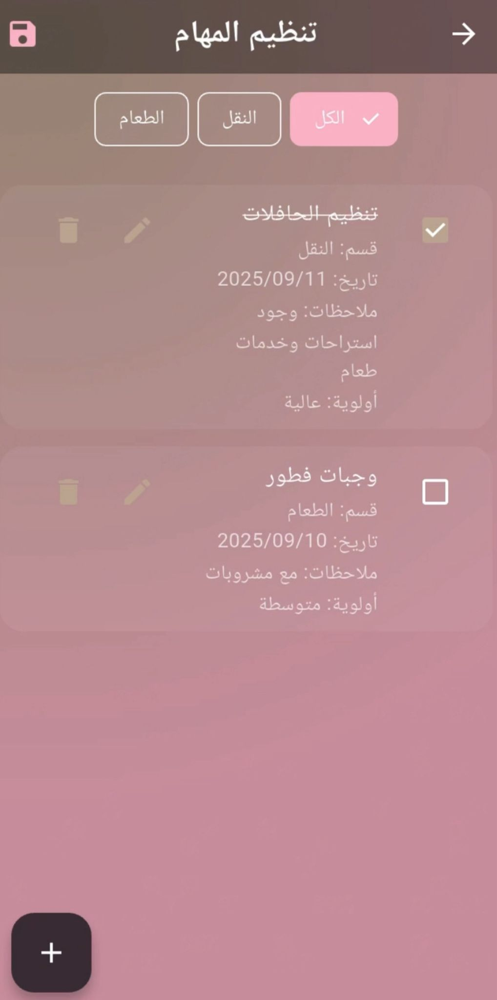 تنظيم المهام
الكل
النقل
الطعام
تنظيم الحافلات
قسم: النقل
تاريخ: 2025/09/11
ملاحظات: وجود
استراحات وخدمات
طعام
أولوية: عالية
وجبات فطور
قسم: الطعام
تاريخ: 2025/09/10
ملاحظات: مع مشروبات
أولوية: متوسطة